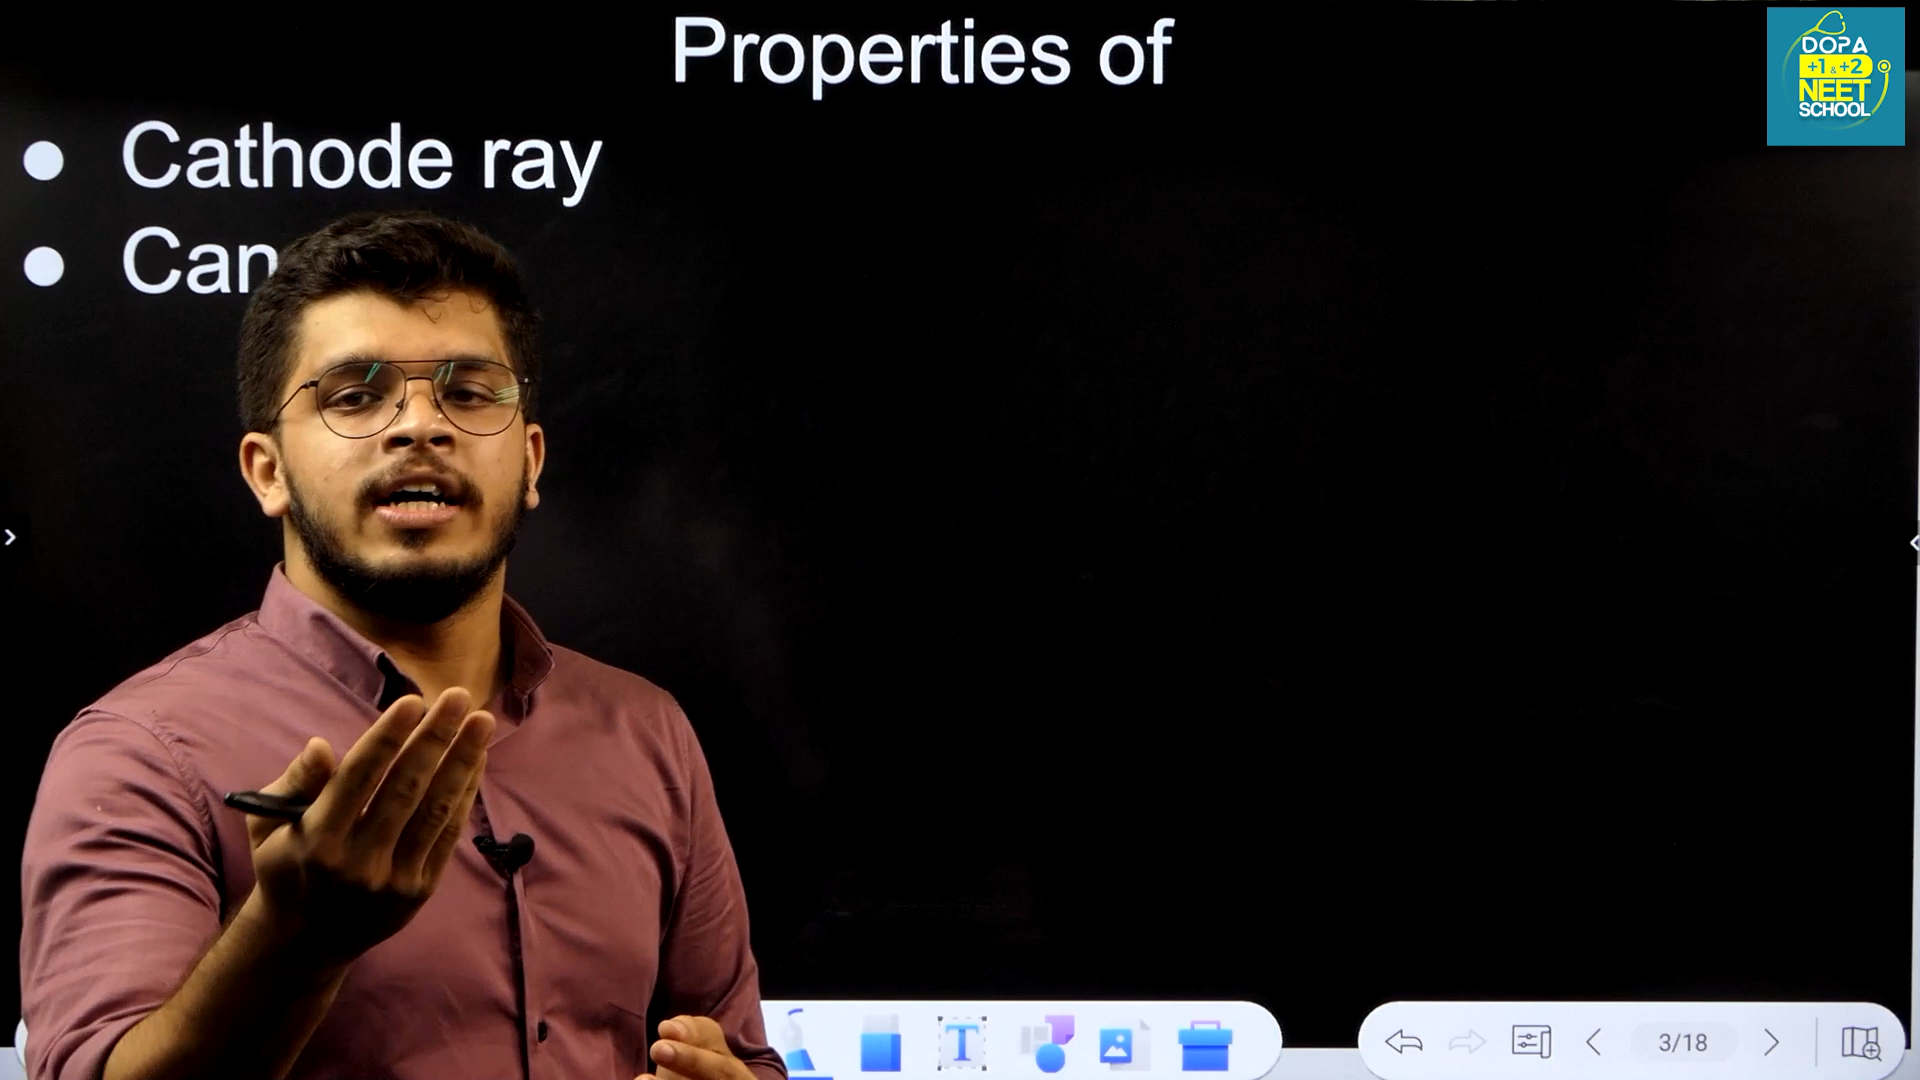 Properties of
● Cathode ray
● Can
DOPA
+1 & +2
NEET
SCHOOL
T
3/18